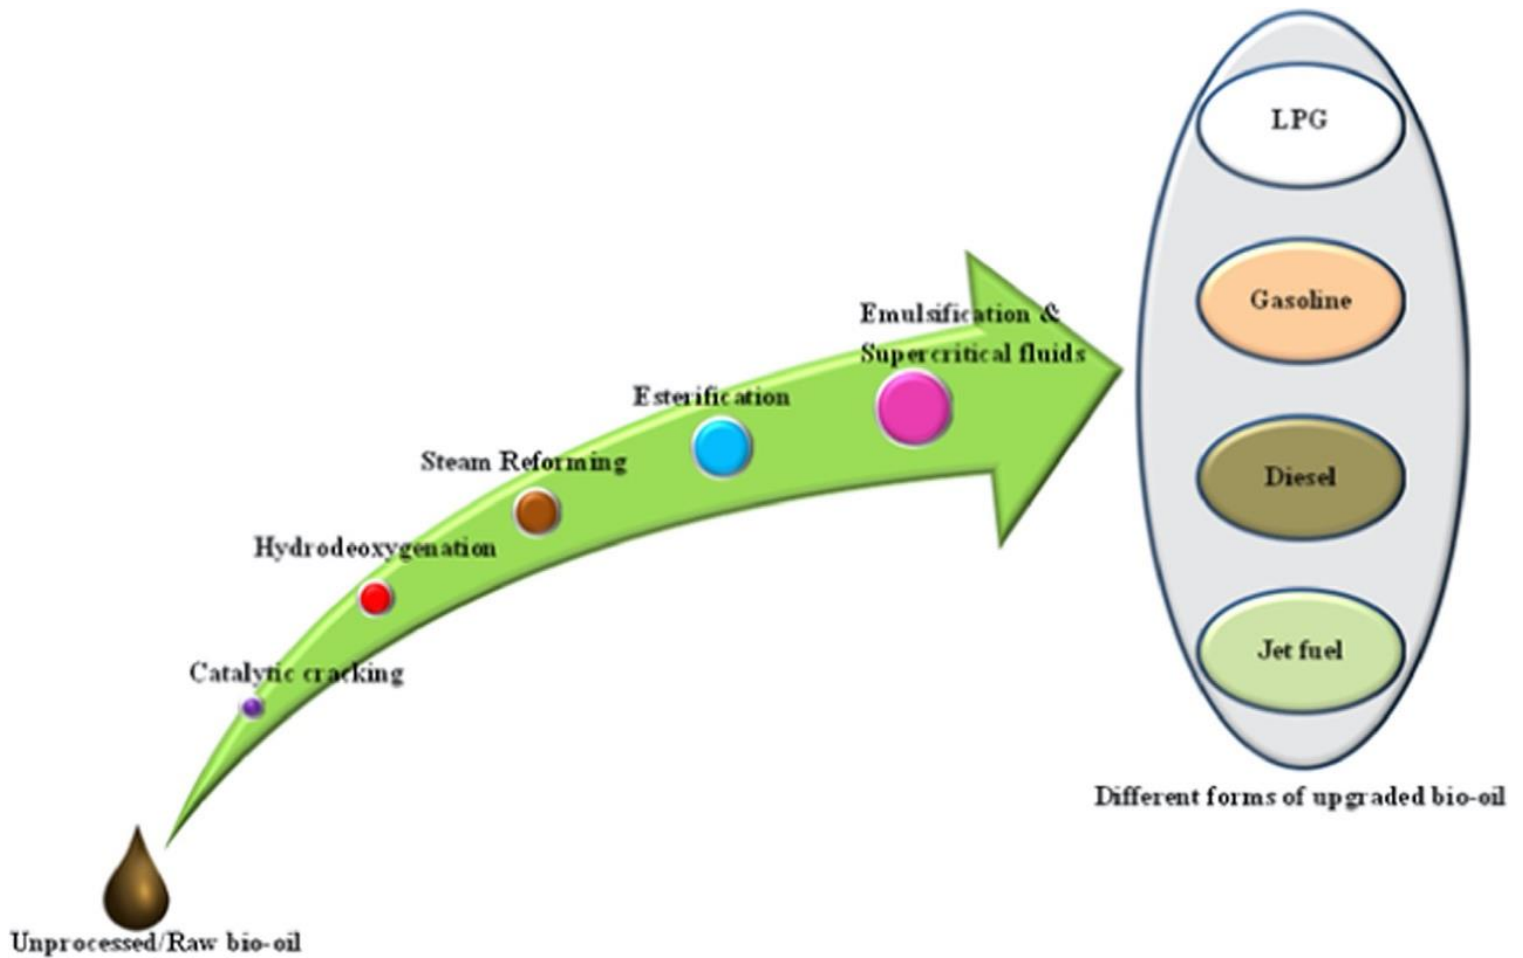 LPG
Gasoline
Diesel
Jet fuel
Different forms of upgraded bio-oil
Emulsification &
Supercritical fluids
Esterification
Steam Reforming
Hydrodeoxygenation
Catalytic cracking
Unprocessed/Raw bio-oil